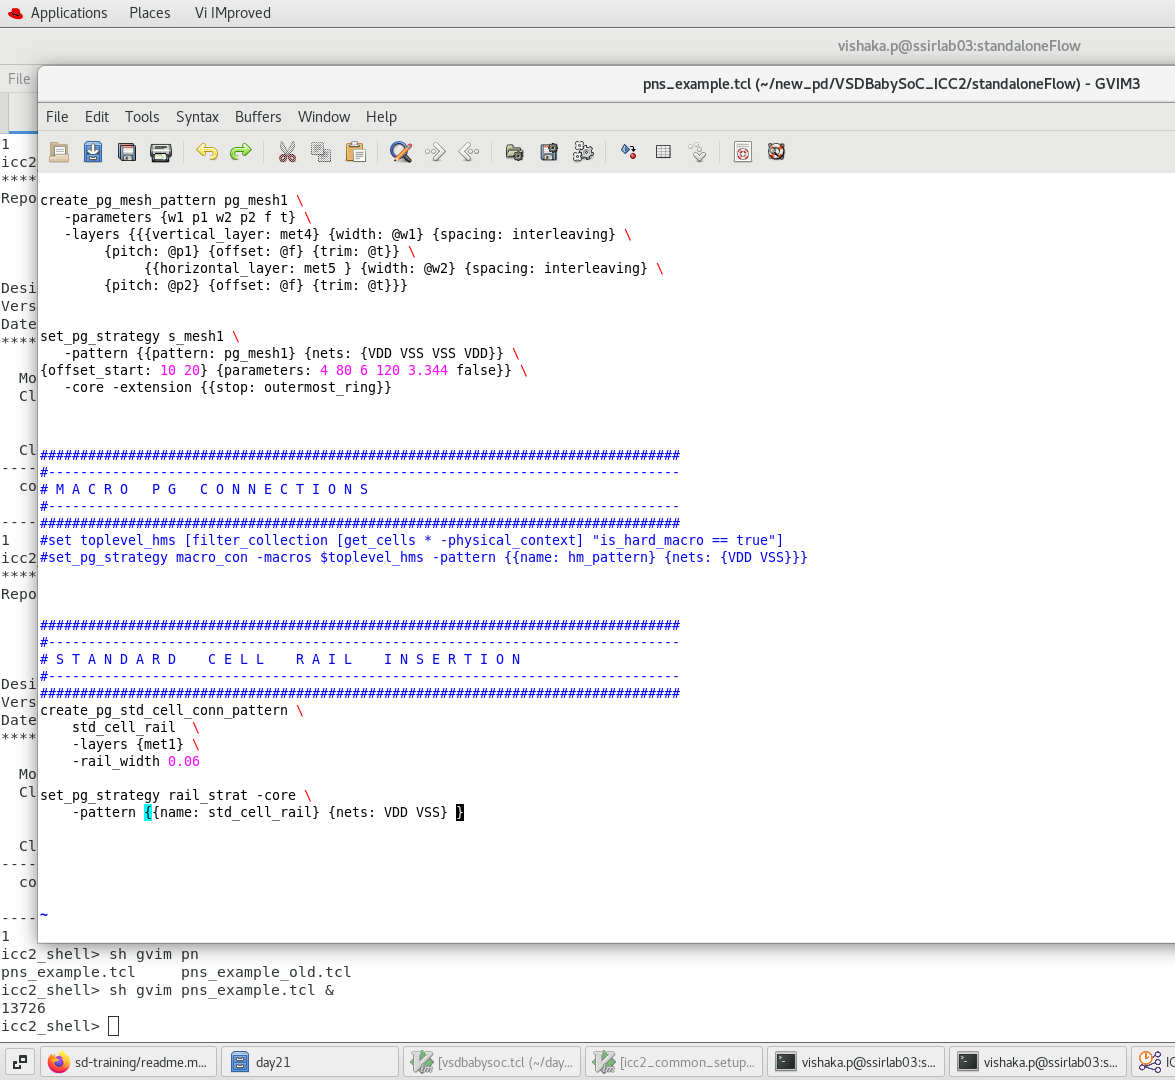 Applications Places Vi IMproved
vishaka.p@ssirlab03:standaloneFlow
File
pns_example.tcl (~/new_pd/VSDBabySoC_ICC2/standaloneFlow) - GVIM3
File Edit Tools Syntax Buffers Window Help
1
icc2
****
Repo
Desi
Vers
Date
****
Mo
Cl
Cl
----
co
----
1
icc2
****
Repo
Desi
Vers
Date
****
Mo
Cl
Cl
----
co
----
1
create_pg_mesh_pattern pg_mesh1 \
   -parameters {w1 p1 w2 p2 f t} \
   -layers {{{vertical_layer: met4} {width: @w1} {spacing: interleaving} \
        {pitch: @p1} {offset: @f} {trim: @t}} \
             {{horizontal_layer: met5 } {width: @w2} {spacing: interleaving} \
        {pitch: @p2} {offset: @f} {trim: @t}}}
set_pg_strategy s_mesh1 \
   -pattern {{pattern: pg_mesh1} {nets: {VDD VSS VSS VDD}} \
{offset_start: 10 20} {parameters: 4 80 6 120 3.344 false}} \
   -core -extension {{stop: outermost_ring}}
################################################################################
#-------------------------------------------------------------------------------
# M A C R O   P G   C O N N E C T I O N S
#-------------------------------------------------------------------------------
################################################################################
#set toplevel_hms [filter_collection [get_cells * -physical_context] "is_hard_macro == true"]
#set_pg_strategy macro_con -macros $toplevel_hms -pattern {{name: hm_pattern} {nets: {VDD VSS}}}
################################################################################
#-------------------------------------------------------------------------------
# S T A N D A R D    C E L L    R A I L    I N S E R T I O N
#-------------------------------------------------------------------------------
################################################################################
create_pg_std_cell_conn_pattern \
    std_cell_rail  \
    -layers {met1} \
    -rail_width 0.06
set_pg_strategy rail_strat -core \
    -pattern {{name: std_cell_rail} {nets: VDD VSS} }
~
icc2_shell> sh gvim pn
pns_example.tcl     pns_example_old.tcl
icc2_shell> sh gvim pns_example.tcl &
13726
icc2_shell>
sd-training/readme.m... day21 [vsdbabysoc.tcl (~/day... [icc2_common_setup... vishaka.p@ssirlab03:s... vishaka.p@ssirlab03:s... IC